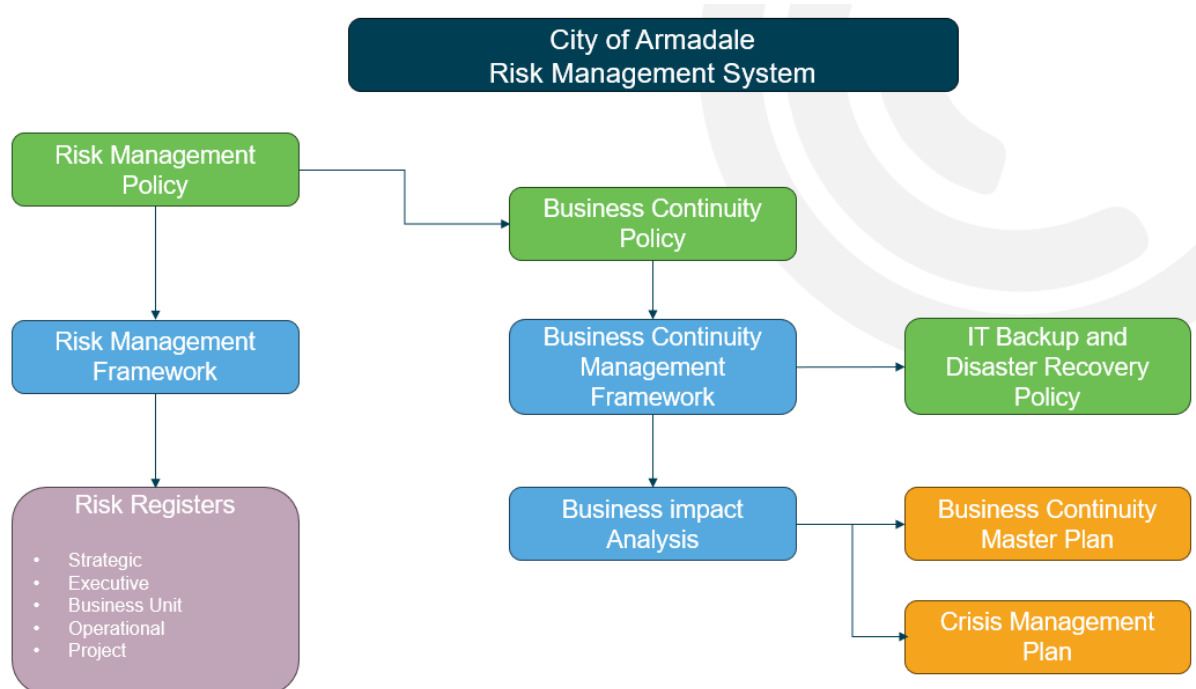 City of Armadale
Risk Management System
Risk Management
Policy
Business Continuity
Policy
Risk Management
Framework
Business Continuity
Management
Framework
IT Backup and
Disaster Recovery
Policy
Risk Registers
• Strategic
• Executive
• Business Unit
• Operational
• Project
Business impact
Analysis
Business Continuity
Master Plan
Crisis Management
Plan